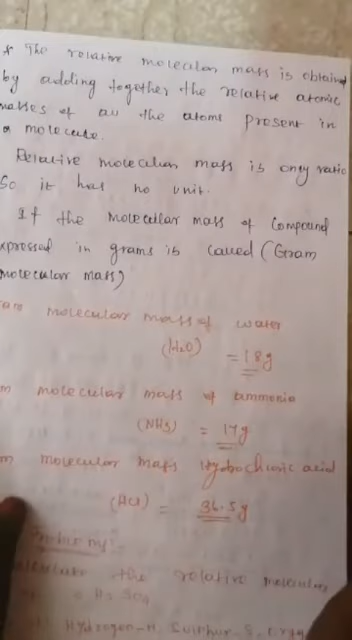 * The relative molecular mass is obtained
by adding together the relative atomic
masses of all the atoms present in
a molecule.
Relative molecular mass is only ratio
So it has no unit.
If the Molecular mass of Compound
expressed in grams is called (Gram
molecular mass)
ram molecular mass of water
(H2O) = 18g
m molecular mass of ammonia
(NH3) = 17g
m molecular mass Hydrochloric acid
(HCl) = 36.5g
Problems:
alculate the relative molecular
H2SO4
Hydrogen-H, Sulphur-S,